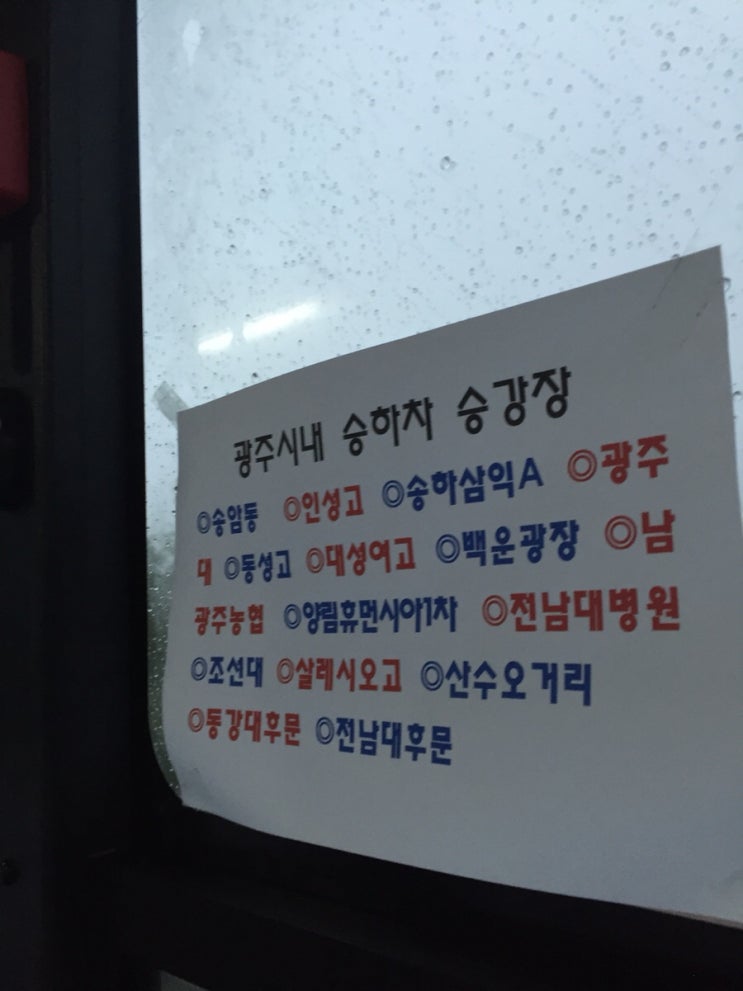 광주시내 승하차 승강장
◎송암동 ◎인성고 ◎송하삼익A ◎광주
대 ◎동성고 ◎대성여고 ◎백운광장 ◎남
광주농협 ◎양림휴먼시아1차 ◎전남대병원
◎조선대 ◎살레시오고 ◎산수오거리
◎동강대후문 ◎전남대후문